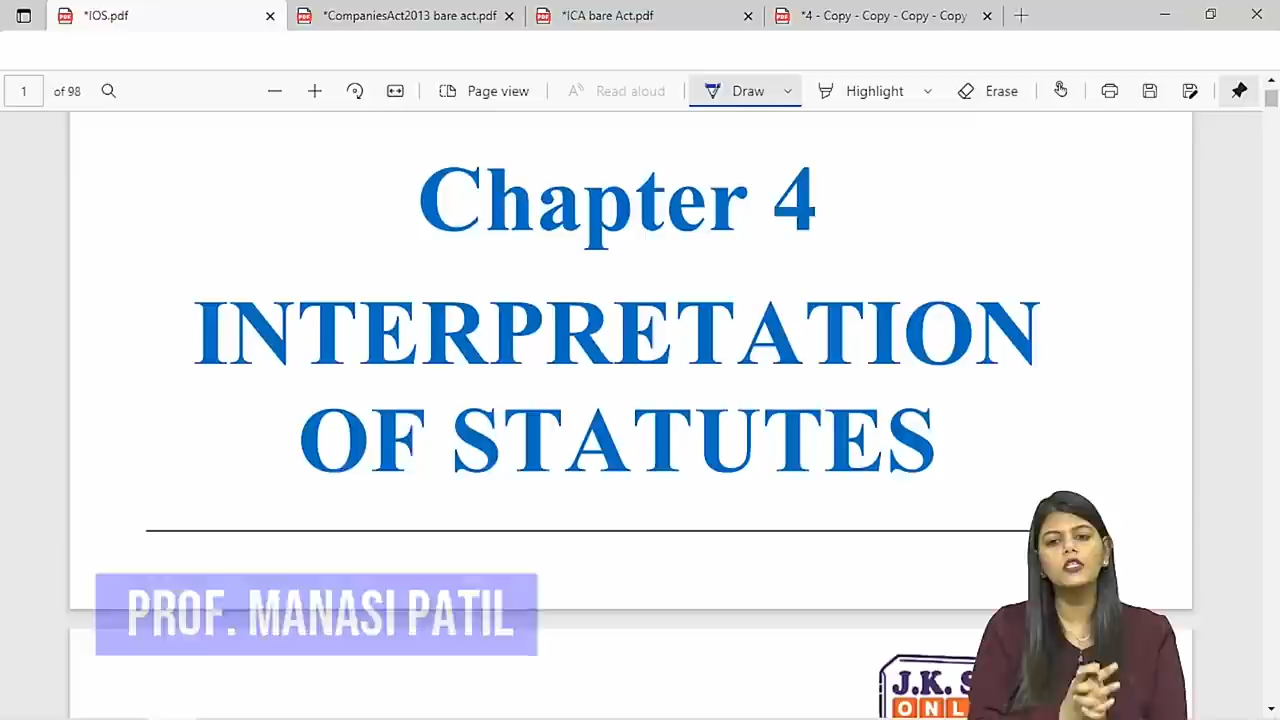 *IOS.pdf
*CompaniesAct2013 bare act.pdf
*ICA bare Act.pdf
*4 - Copy - Copy - Copy - Copy
1 of 98
Page view
Read aloud
Draw
Highlight
Erase
Chapter 4
INTERPRETATION
OF STATUTES
PROF. MANASI PATIL
J.K. S
ONL